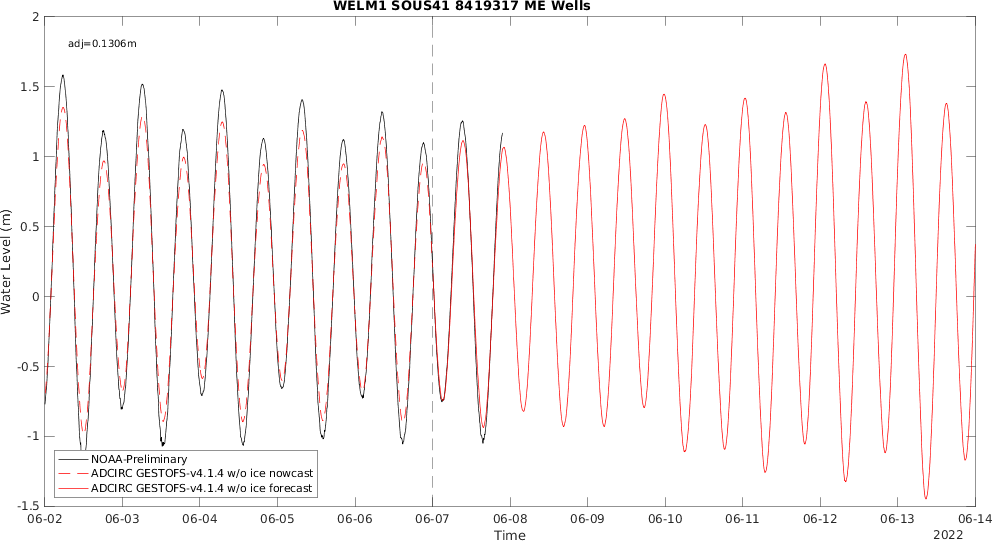 WELM1 SOUS41 8419317 ME Wells
adj=0.1306m
2
1.5
1
0.5
0
-0.5
-1
-1.5
Water Level (m)
NOAA-Preliminary
ADCIRC GESTOFS-v4.1.4 w/o ice nowcast
ADCIRC GESTOFS-v4.1.4 w/o ice forecast
06-02 06-03 06-04 06-05 06-06 06-07 06-08 06-09 06-10 06-11 06-12 06-13 06-14
Time
2022